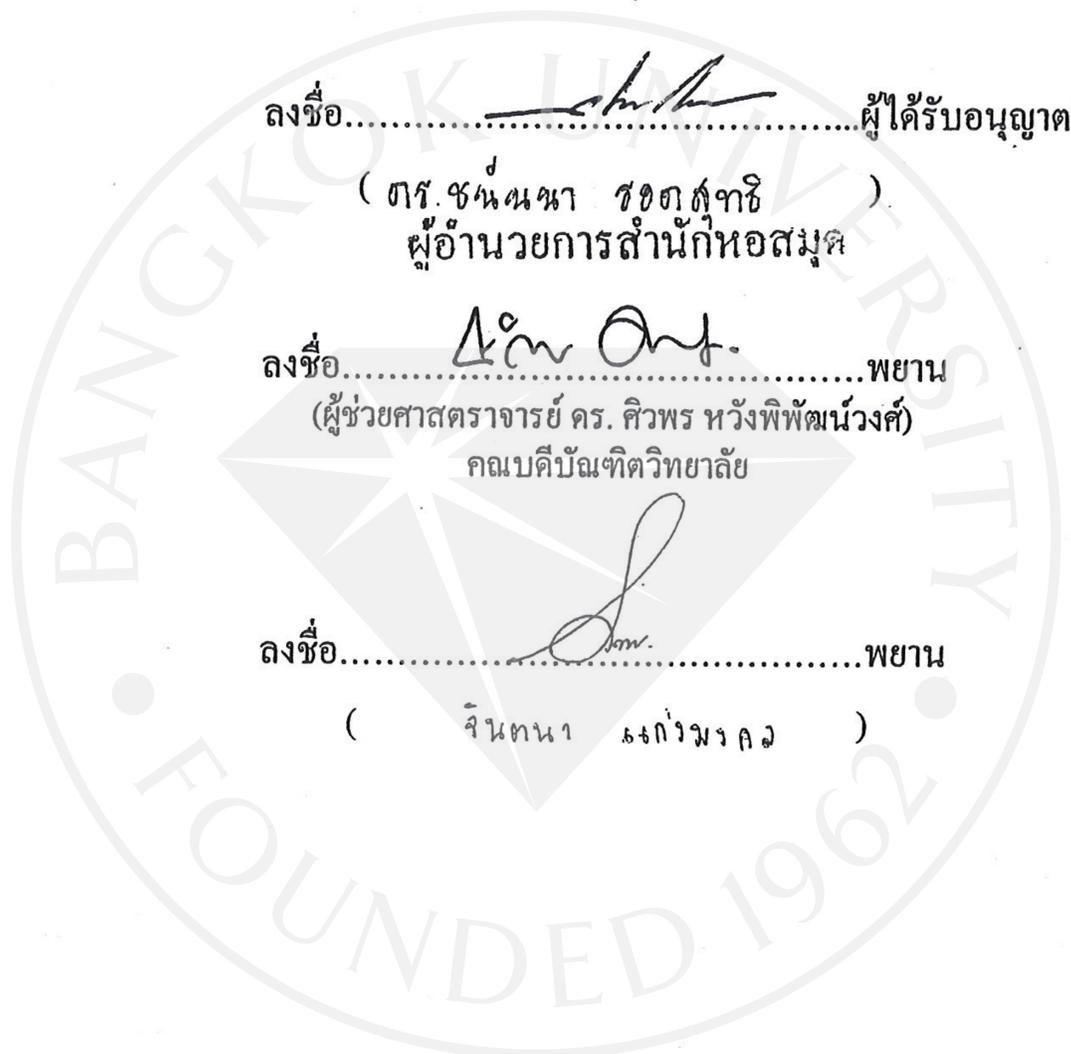 ลงชื่อ......................................................ผู้ได้รับอนุญาต
( ดร.ชนัณนา รอดสุทธิ )
ผู้อำนวยการสำนักหอสมุด
ลงชื่อ......................................................พยาน
(ผู้ช่วยศาสตราจารย์ ดร. ศิวพร หวังพิพัฒน์วงศ์)
คณบดีบัณฑิตวิทยาลัย
ลงชื่อ......................................................พยาน
( จินตนา แก่งมงคล )
BANGKOK UNIVERSITY
• FOUNDED 1962 •